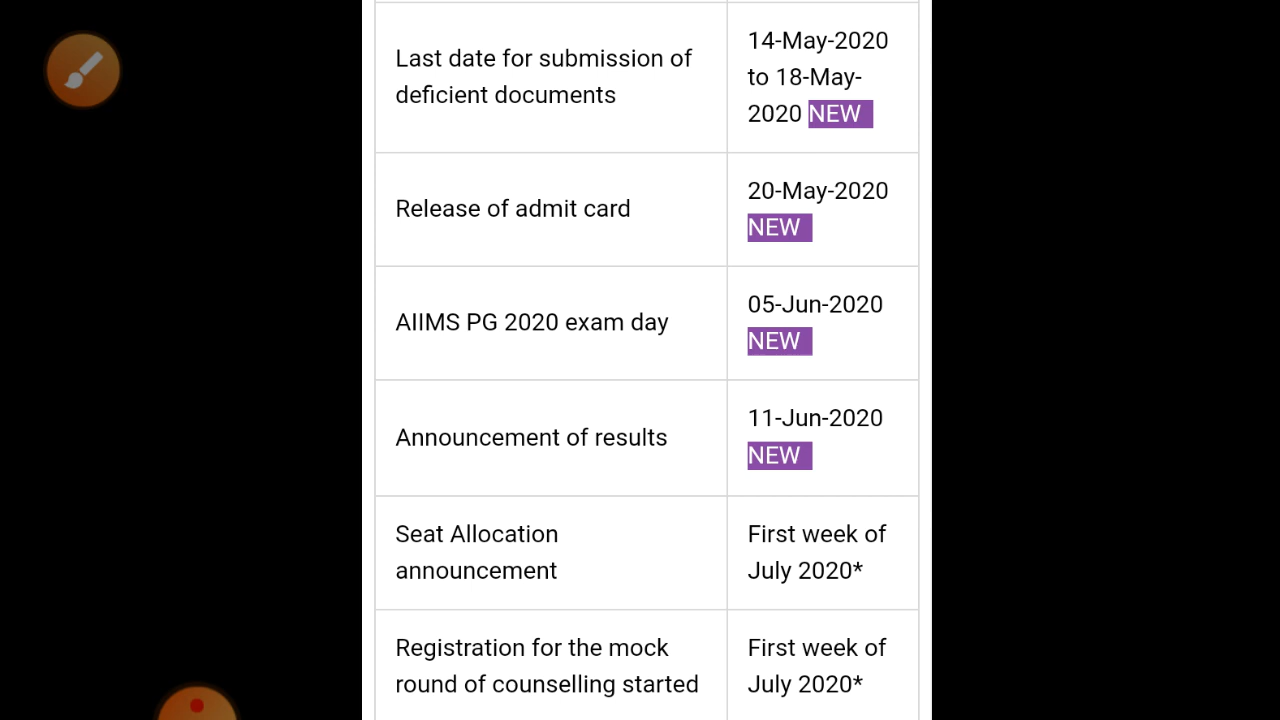 Last date for submission of
deficient documents
14-May-2020
to 18-May-
2020 NEW
Release of admit card
20-May-2020
NEW
AIIMS PG 2020 exam day
05-Jun-2020
NEW
Announcement of results
11-Jun-2020
NEW
Seat Allocation
announcement
First week of
July 2020*
Registration for the mock
round of counselling started
First week of
July 2020*